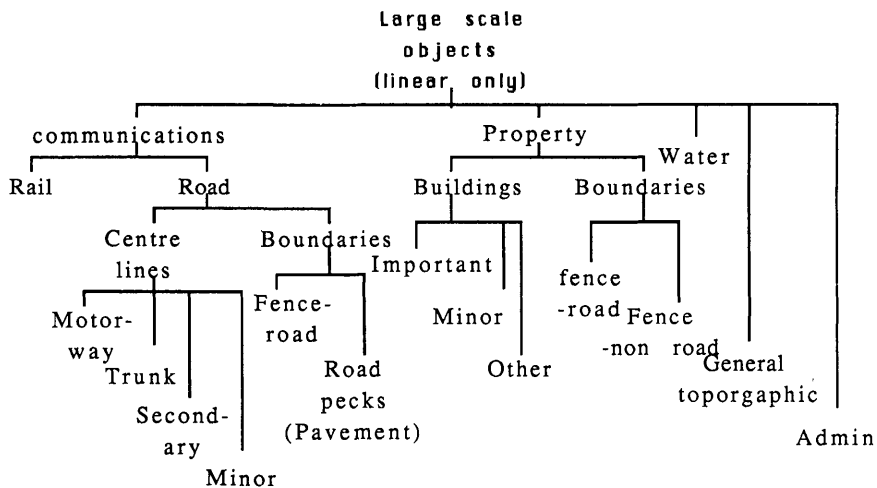 Large scale
objects
(linear only)
communications
Property
Water
Rail
Road
Buildings
Boundaries
Centre
lines
Boundaries
Important
fence
-road
Motor-
way
Fence-
road
Minor
Fence
-non road
Trunk
Road
pecks
(Pavement)
Other
General
toporgaphic
Second-
ary
Admin
Minor